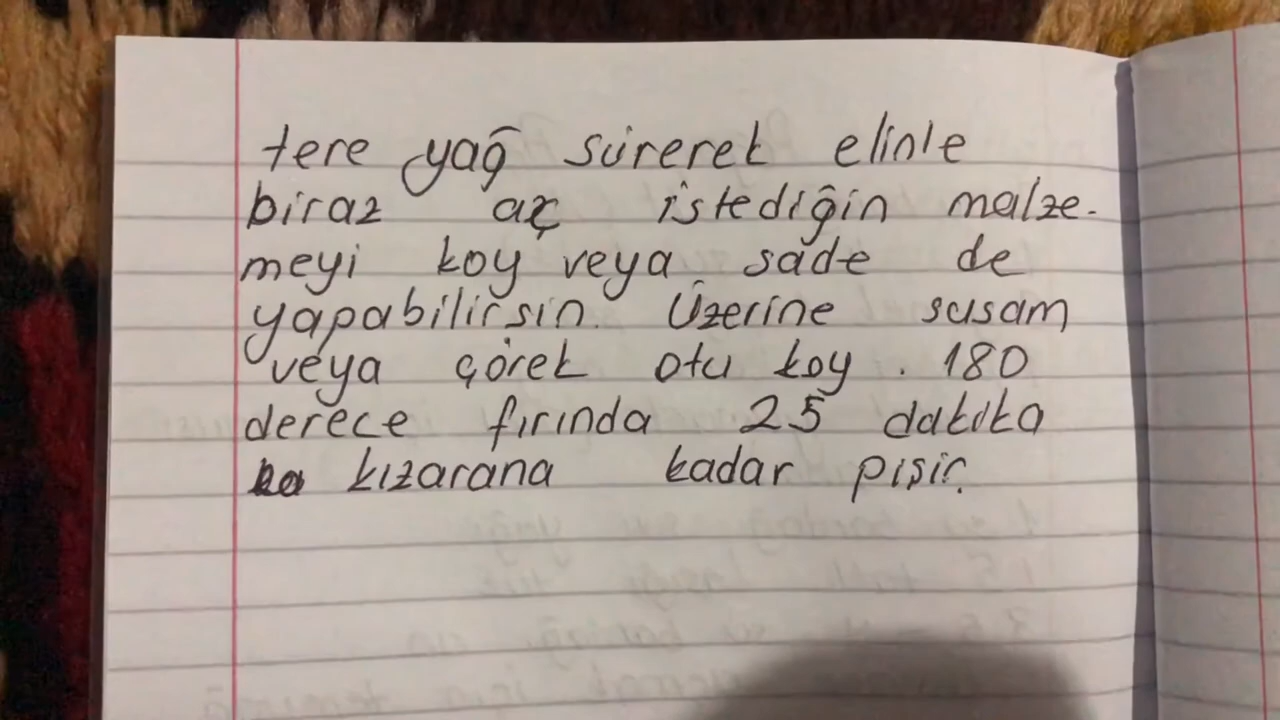 tere yağ sürerek elinle
biraz aç istediğin malze-
meyi koy veya sade de
yapabilirsin. Üzerine susam
veya çörek otu koy. 180
derece fırında 25 dakika
kızarana kadar pişir.